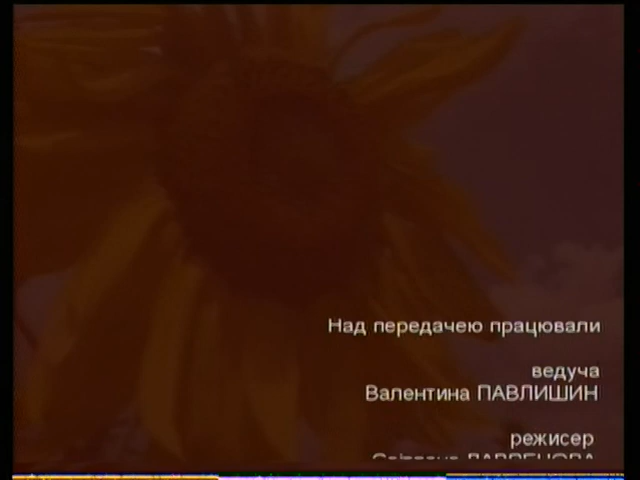 Над передачею працювали
ведуча
Валентина ПАВЛИШИН
режисер